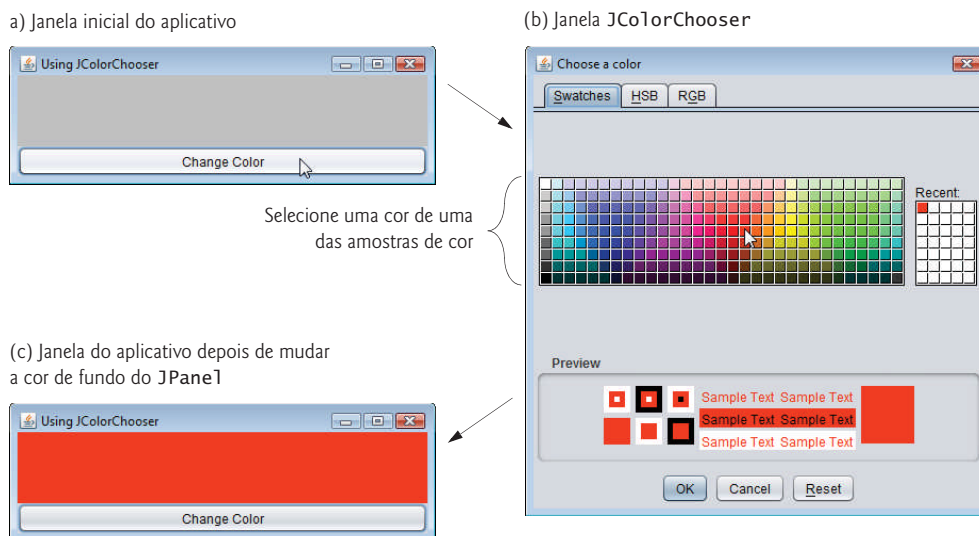 a) Janela inicial do aplicativo
Using JColorChooser
Change Color
(b) Janela JColorChooser
Choose a color
Swatches HSB RGB
Selecione uma cor de uma
das amostras de cor
Recent:
Preview
Sample Text Sample Text
Sample Text Sample Text
Sample Text Sample Text
OK Cancel Reset
(c) Janela do aplicativo depois de mudar
a cor de fundo do JPanel
Using JColorChooser
Change Color